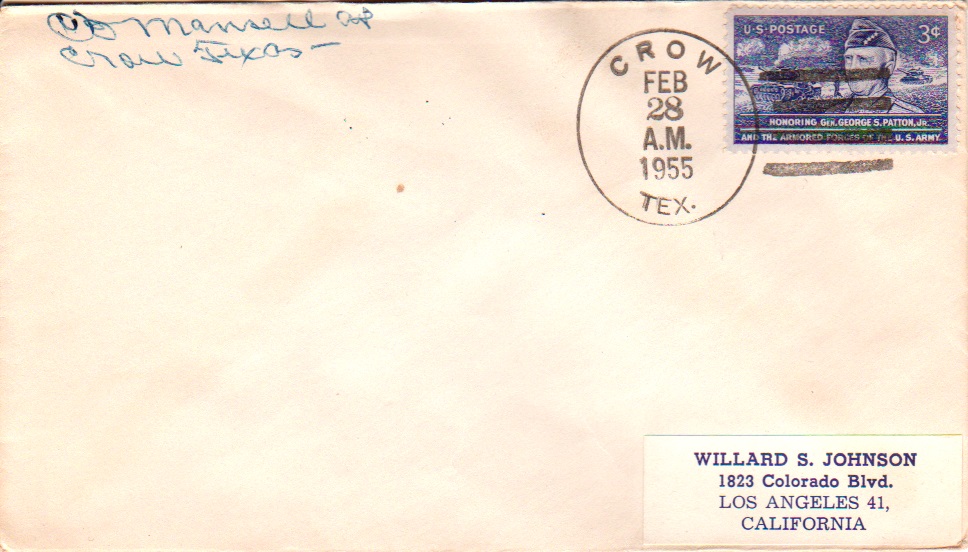 Mansell
Crow Texas —
CROW
FEB
28
A.M.
1955
TEX.
U·S·POSTAGE 3¢
HONORING GEN. GEORGE S. PATTON, JR.
AND THE ARMORED FORCES OF THE U.S. ARMY
WILLARD S. JOHNSON
1823 Colorado Blvd.
LOS ANGELES 41,
CALIFORNIA